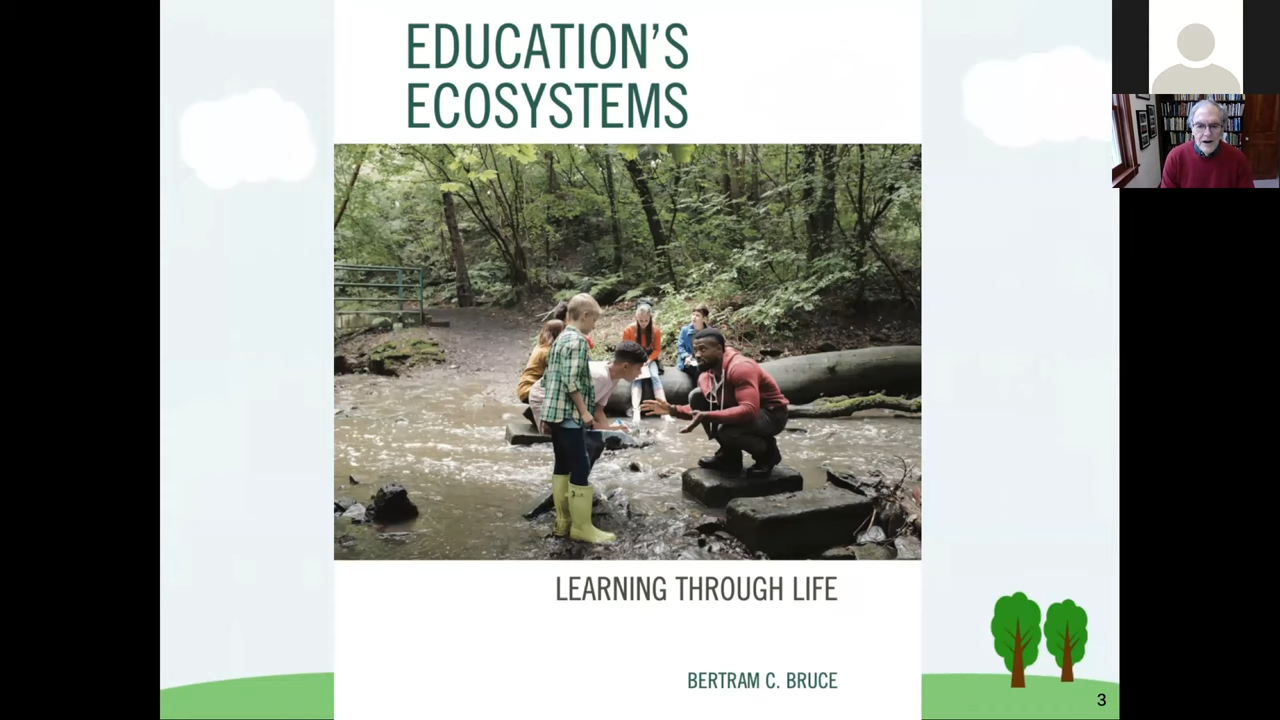 EDUCATION'S
ECOSYSTEMS
LEARNING THROUGH LIFE
BERTRAM C. BRUCE
3